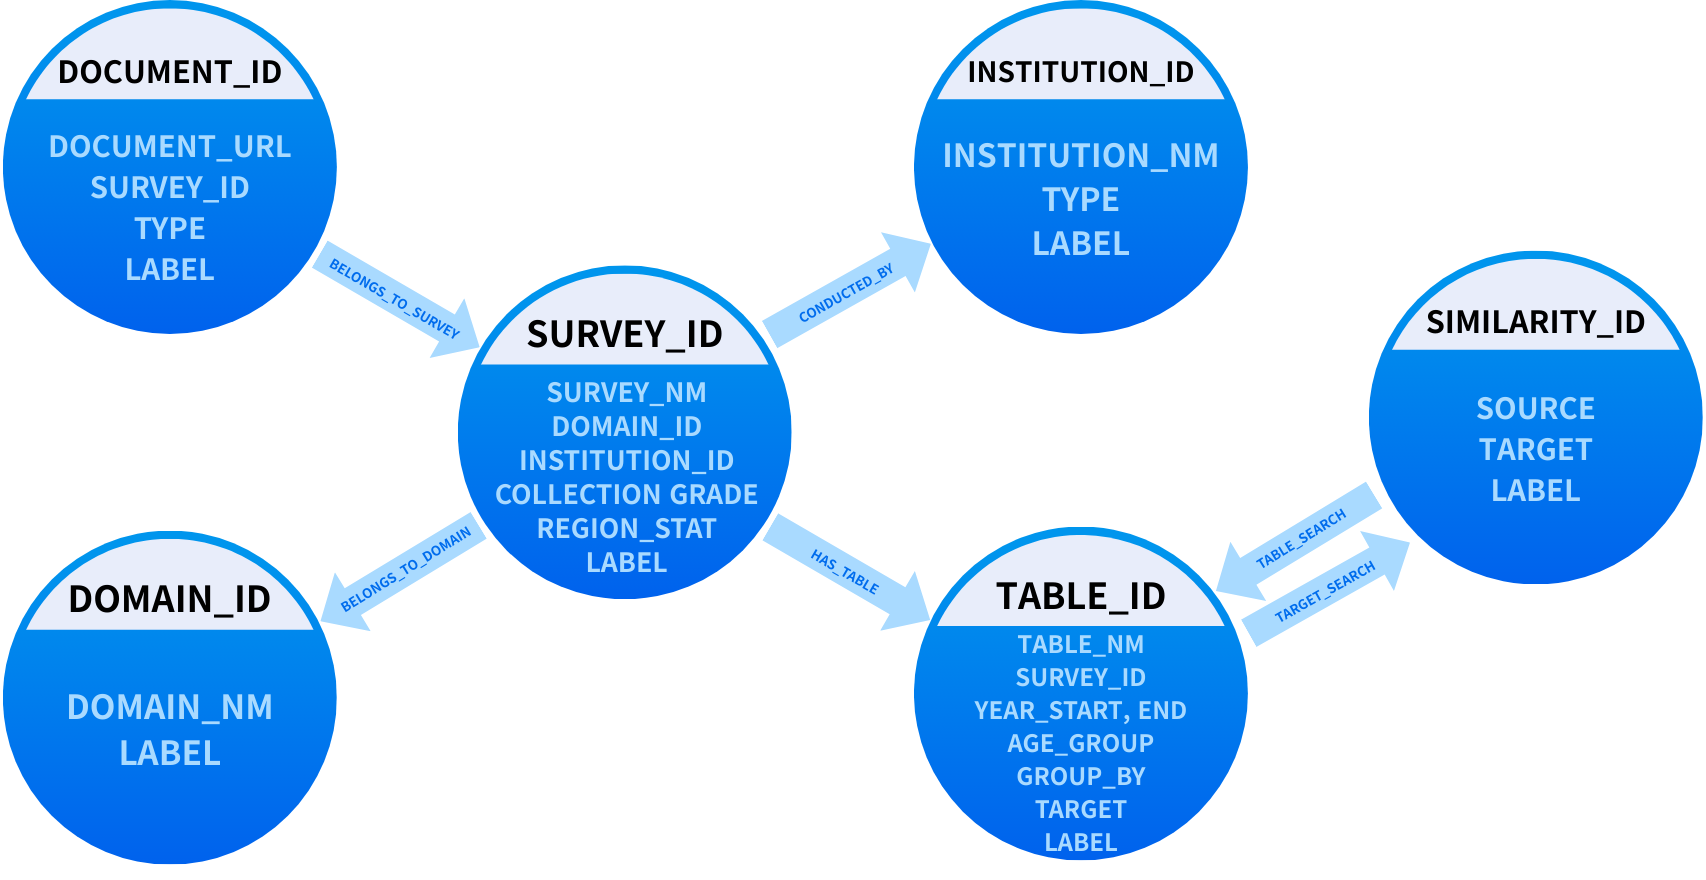 DOCUMENT_ID
DOCUMENT_URL
SURVEY_ID
TYPE
LABEL
BELONGS_TO_SURVEY
INSTITUTION_ID
INSTITUTION_NM
TYPE
LABEL
CONDUCTED_BY
SURVEY_ID
SURVEY_NM
DOMAIN_ID
INSTITUTION_ID
COLLECTION GRADE
REGION_STAT
LABEL
SIMILARITY_ID
SOURCE
TARGET
LABEL
BELONGS_TO_DOMAIN
HAS_TABLE
TABLE_SEARCH
TARGET_SEARCH
DOMAIN_ID
DOMAIN_NM
LABEL
TABLE_ID
TABLE_NM
SURVEY_ID
YEAR_START, END
AGE_GROUP
GROUP_BY
TARGET
LABEL